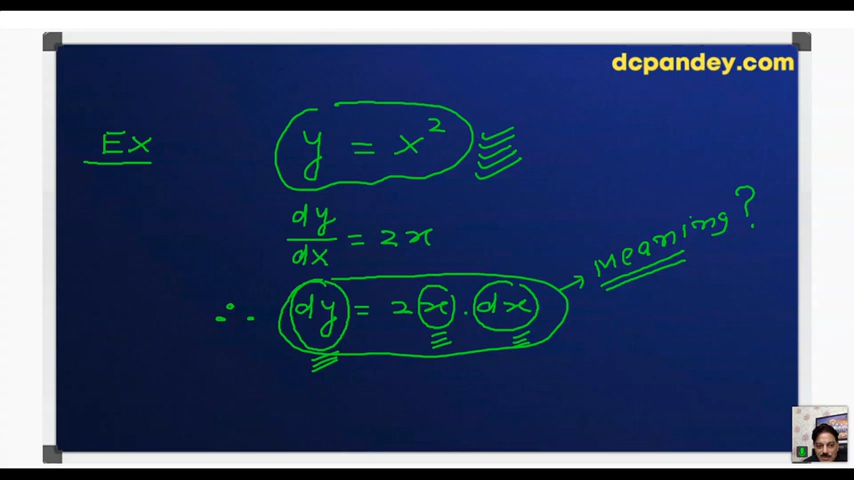 dcpandey.com
Ex y = x²
dy/dx = 2x
∴ dy = 2x . dx → meaning?